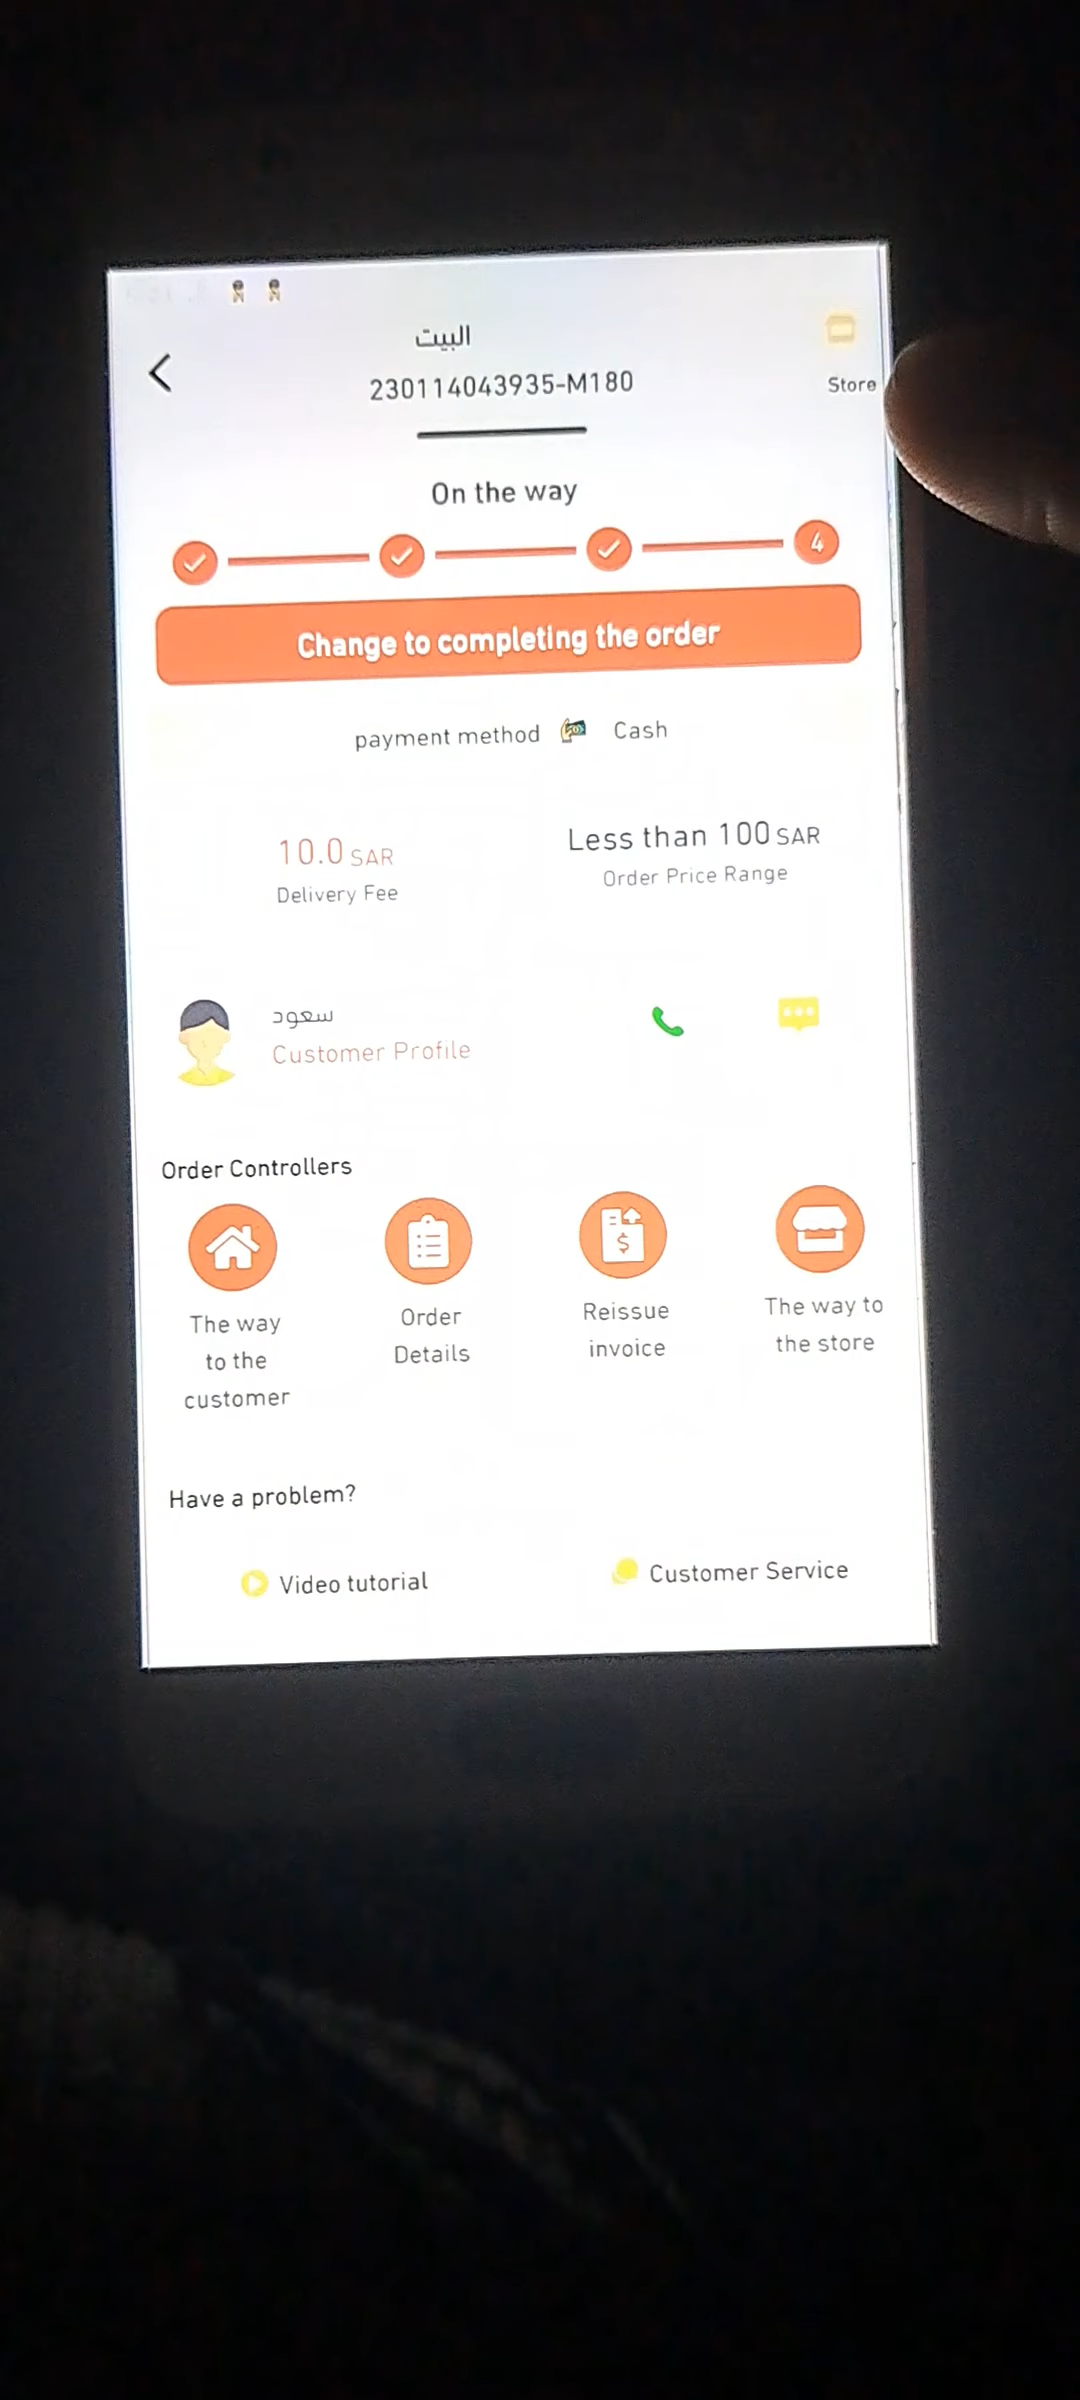 البيت
230114043935-M180
Store
On the way
4
Change to completing the order
payment method Cash
10.0 SAR
Delivery Fee
Less than 100 SAR
Order Price Range
سعود
Customer Profile
Order Controllers
The way
to the
customer
Order
Details
Reissue
invoice
The way to
the store
Have a problem?
Video tutorial
Customer Service